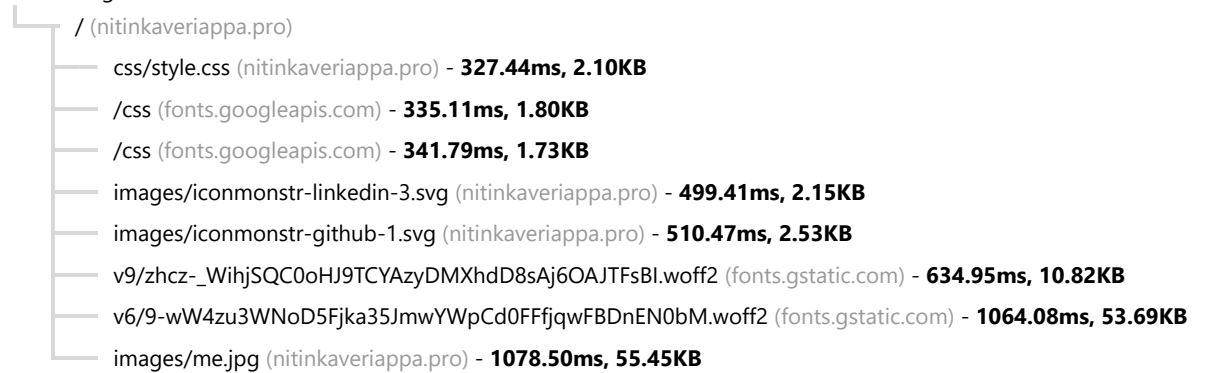 / (nitinkaveriappa.pro)
css/style.css (nitinkaveriappa.pro) - 327.44ms, 2.10KB
/css (fonts.googleapis.com) - 335.11ms, 1.80KB
/css (fonts.googleapis.com) - 341.79ms, 1.73KB
images/iconmonstr-linkedin-3.svg (nitinkaveriappa.pro) - 499.41ms, 2.15KB
images/iconmonstr-github-1.svg (nitinkaveriappa.pro) - 510.47ms, 2.53KB
v9/zhcz-_WihjSQC0oHJ9TCYAzyDMXhdD8sAj6OAJTFsBI.woff2 (fonts.gstatic.com) - 634.95ms, 10.82KB
v6/9-wW4zu3WNoD5Fjka35JmwYWpCd0FFfjqwFBDnEN0bM.woff2 (fonts.gstatic.com) - 1064.08ms, 53.69KB
images/me.jpg (nitinkaveriappa.pro) - 1078.50ms, 55.45KB